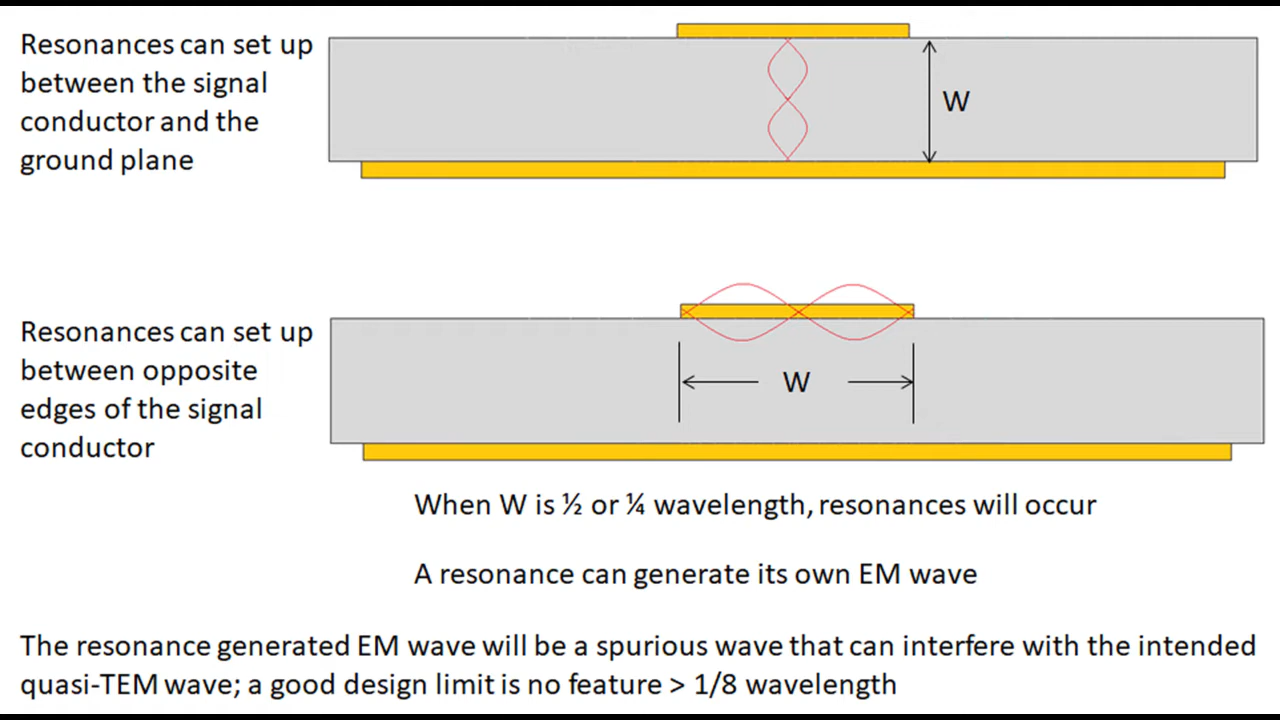 Resonances can set up
between the signal
conductor and the
ground plane
W
Resonances can set up
between opposite
edges of the signal
conductor
W
When W is ½ or ¼ wavelength, resonances will occur
A resonance can generate its own EM wave
The resonance generated EM wave will be a spurious wave that can interfere with the intended
quasi-TEM wave; a good design limit is no feature > 1/8 wavelength